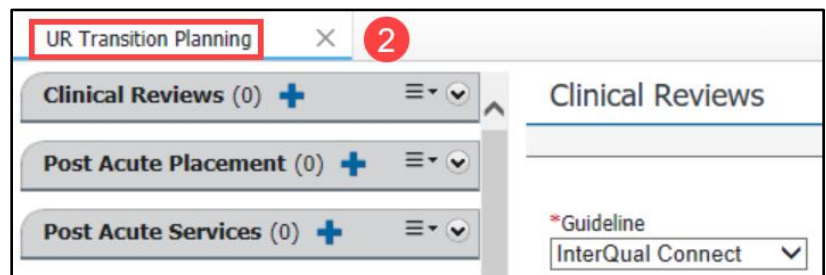 UR Transition Planning
2
Clinical Reviews (0)
Post Acute Placement (0)
Post Acute Services (0)
Clinical Reviews
*Guideline
InterQual Connect